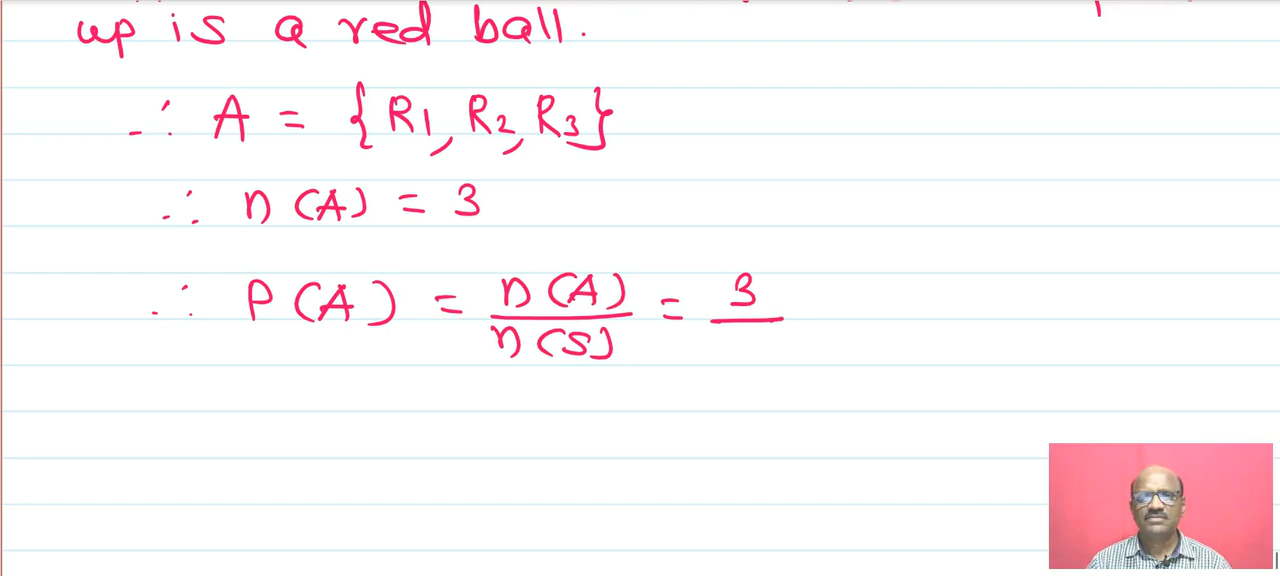 up is a red ball.
∴ A = {R1, R2, R3}
∴ n(A) = 3
∴ P(A) = n(A)/n(S) = 3/